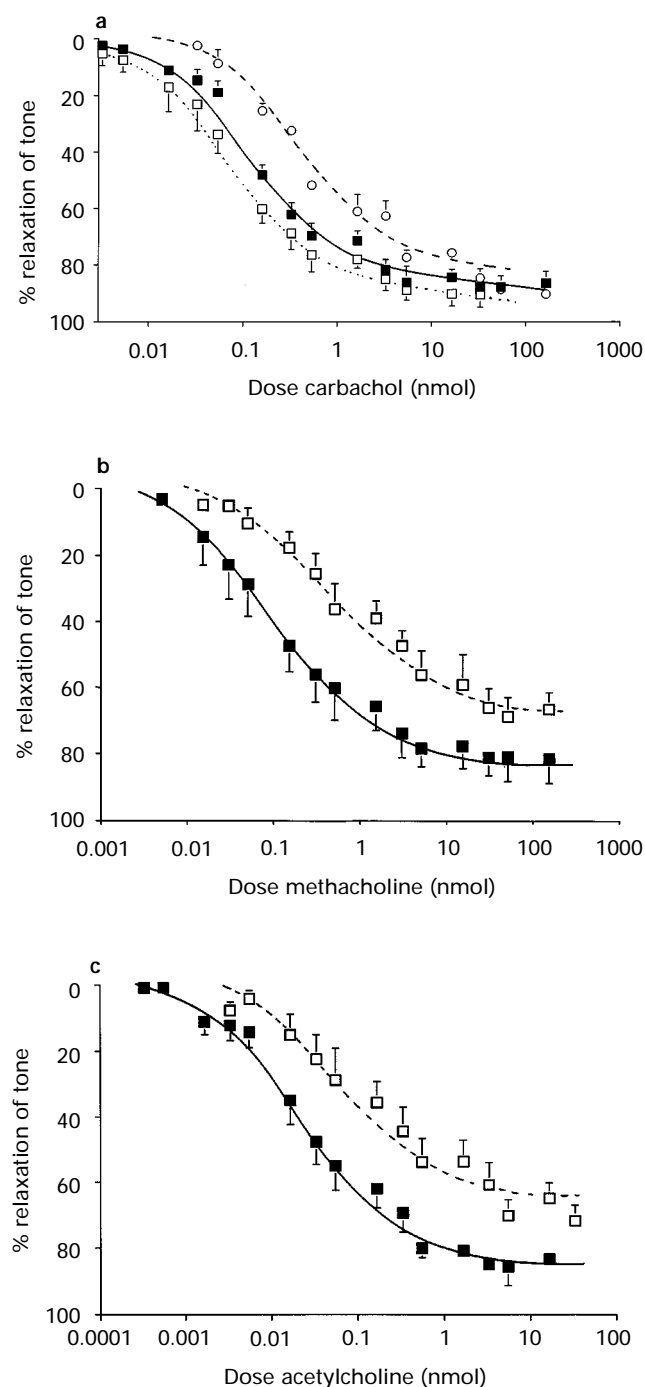 a
% relaxation of tone
0
20
40
60
80
100
0.01 0.1 1 10 100 1000
Dose carbachol (nmol)
b
% relaxation of tone
0
20
40
60
80
100
0.001 0.01 0.1 1 10 100 1000
Dose methacholine (nmol)
c
% relaxation of tone
0
20
40
60
80
100
0.0001 0.001 0.01 0.1 1 10 100
Dose acetylcholine (nmol)